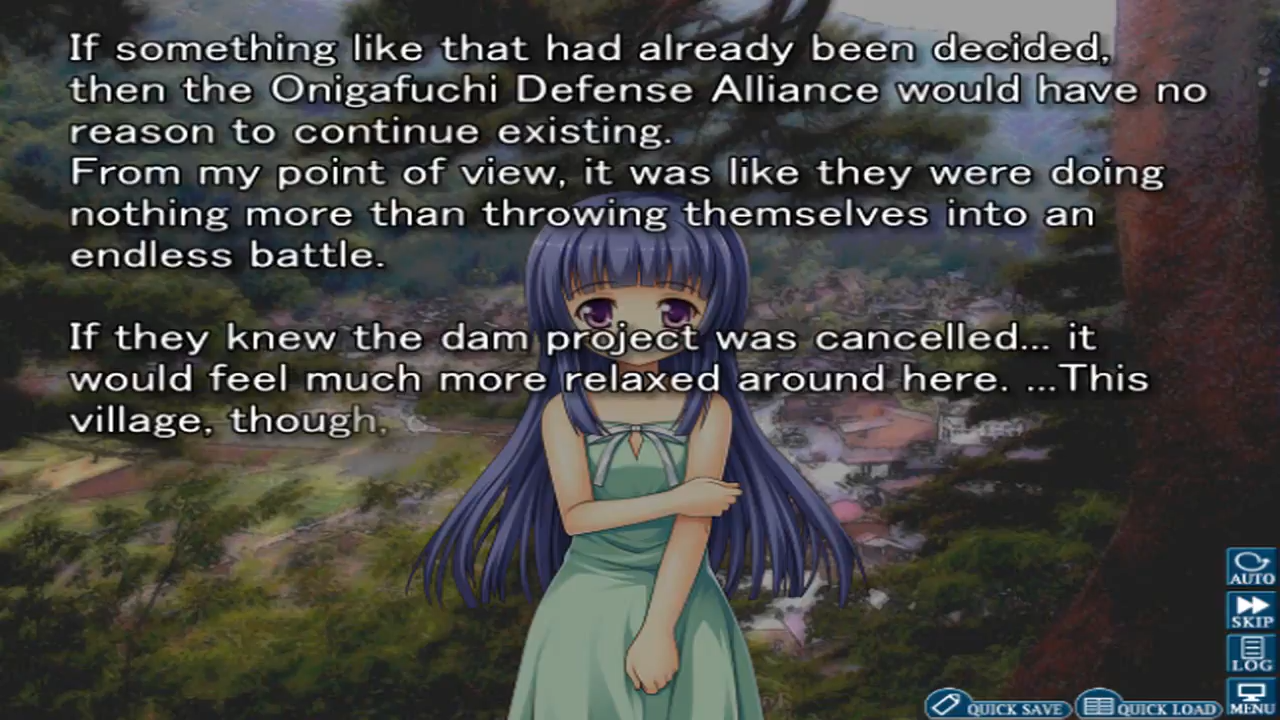 If something like that had already been decided,
then the Onigafuchi Defense Alliance would have no
reason to continue existing.
From my point of view, it was like they were doing
nothing more than throwing themselves into an
endless battle.
If they knew the dam project was cancelled... it
would feel much more relaxed around here. ...This
village, though,
AUTO
SKIP
LOG
MENU
QUICK SAVE
QUICK LOAD